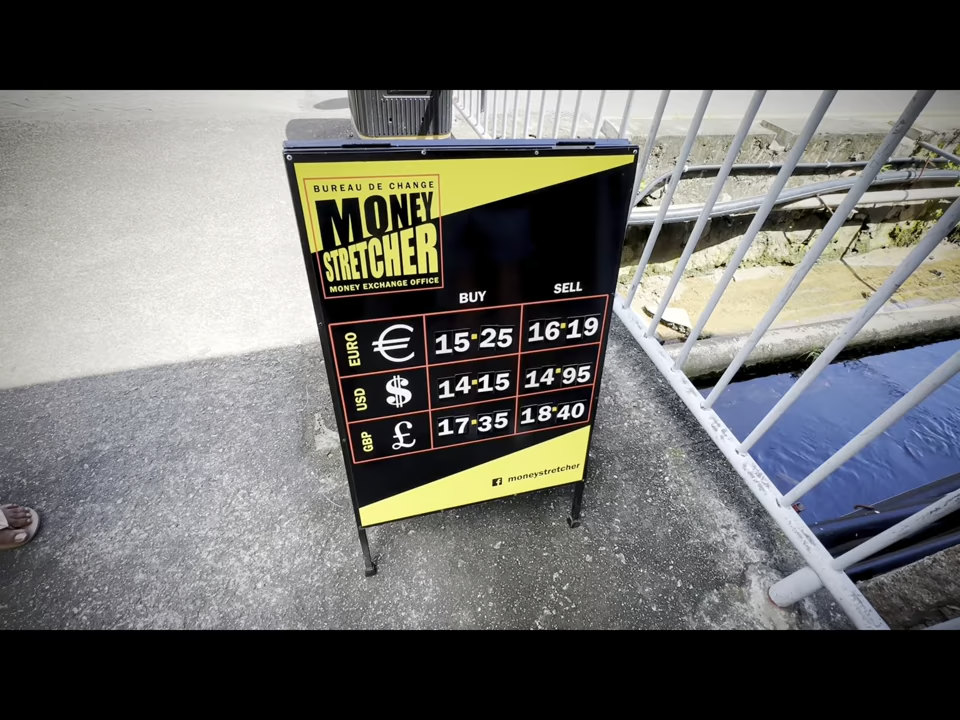 BUREAU DE CHANGE
MONEY
STRETCHER
MONEY EXCHANGE OFFICE
BUY SELL
EURO € 15·25 16·19
USD $ 14·15 14·95
GBP £ 17·35 18·40
f moneystretcher